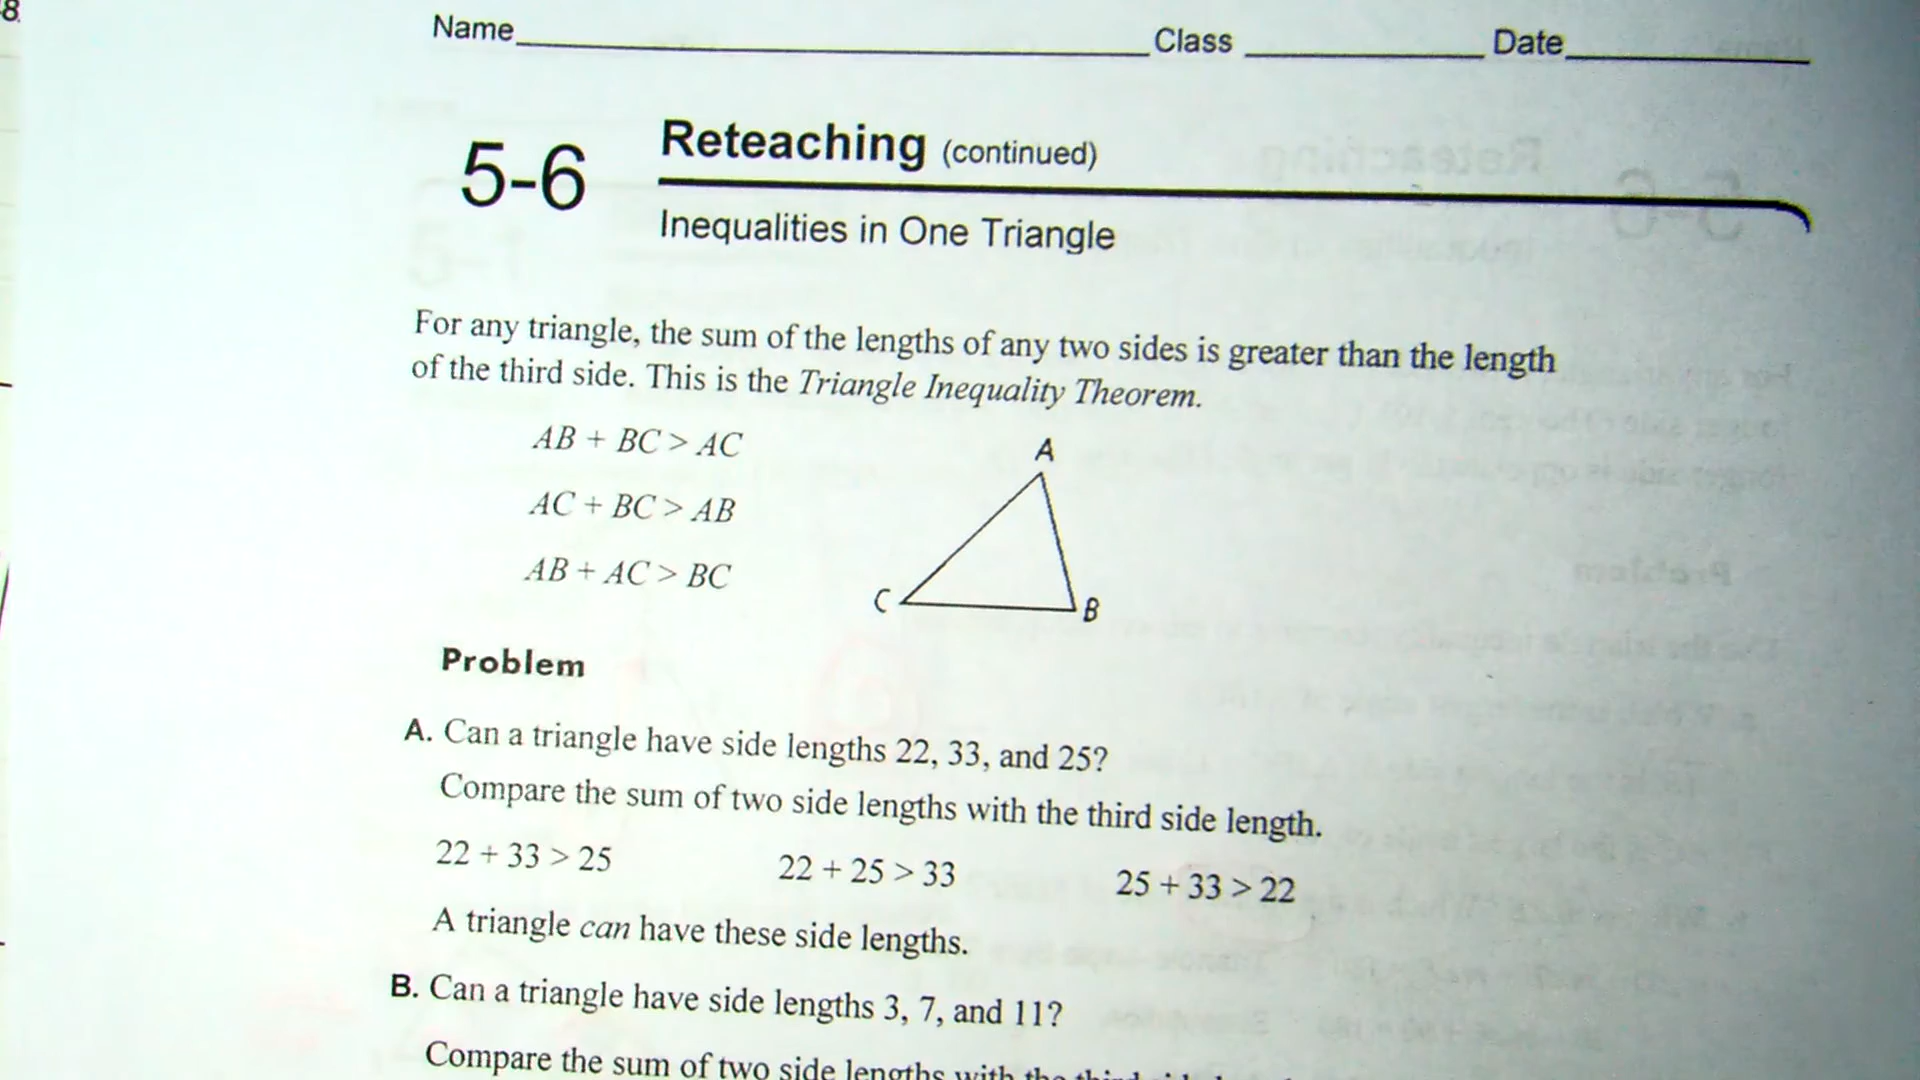 8.
Name Class Date
5-6
Reteaching (continued)
Inequalities in One Triangle
For any triangle, the sum of the lengths of any two sides is greater than the length
of the third side. This is the Triangle Inequality Theorem.
AB + BC > AC
AC + BC > AB
AB + AC > BC
A
C
B
Problem
A. Can a triangle have side lengths 22, 33, and 25?
Compare the sum of two side lengths with the third side length.
22 + 33 > 25 22 + 25 > 33 25 + 33 > 22
A triangle can have these side lengths.
B. Can a triangle have side lengths 3, 7, and 11?
Compare the sum of two side lengths with the third